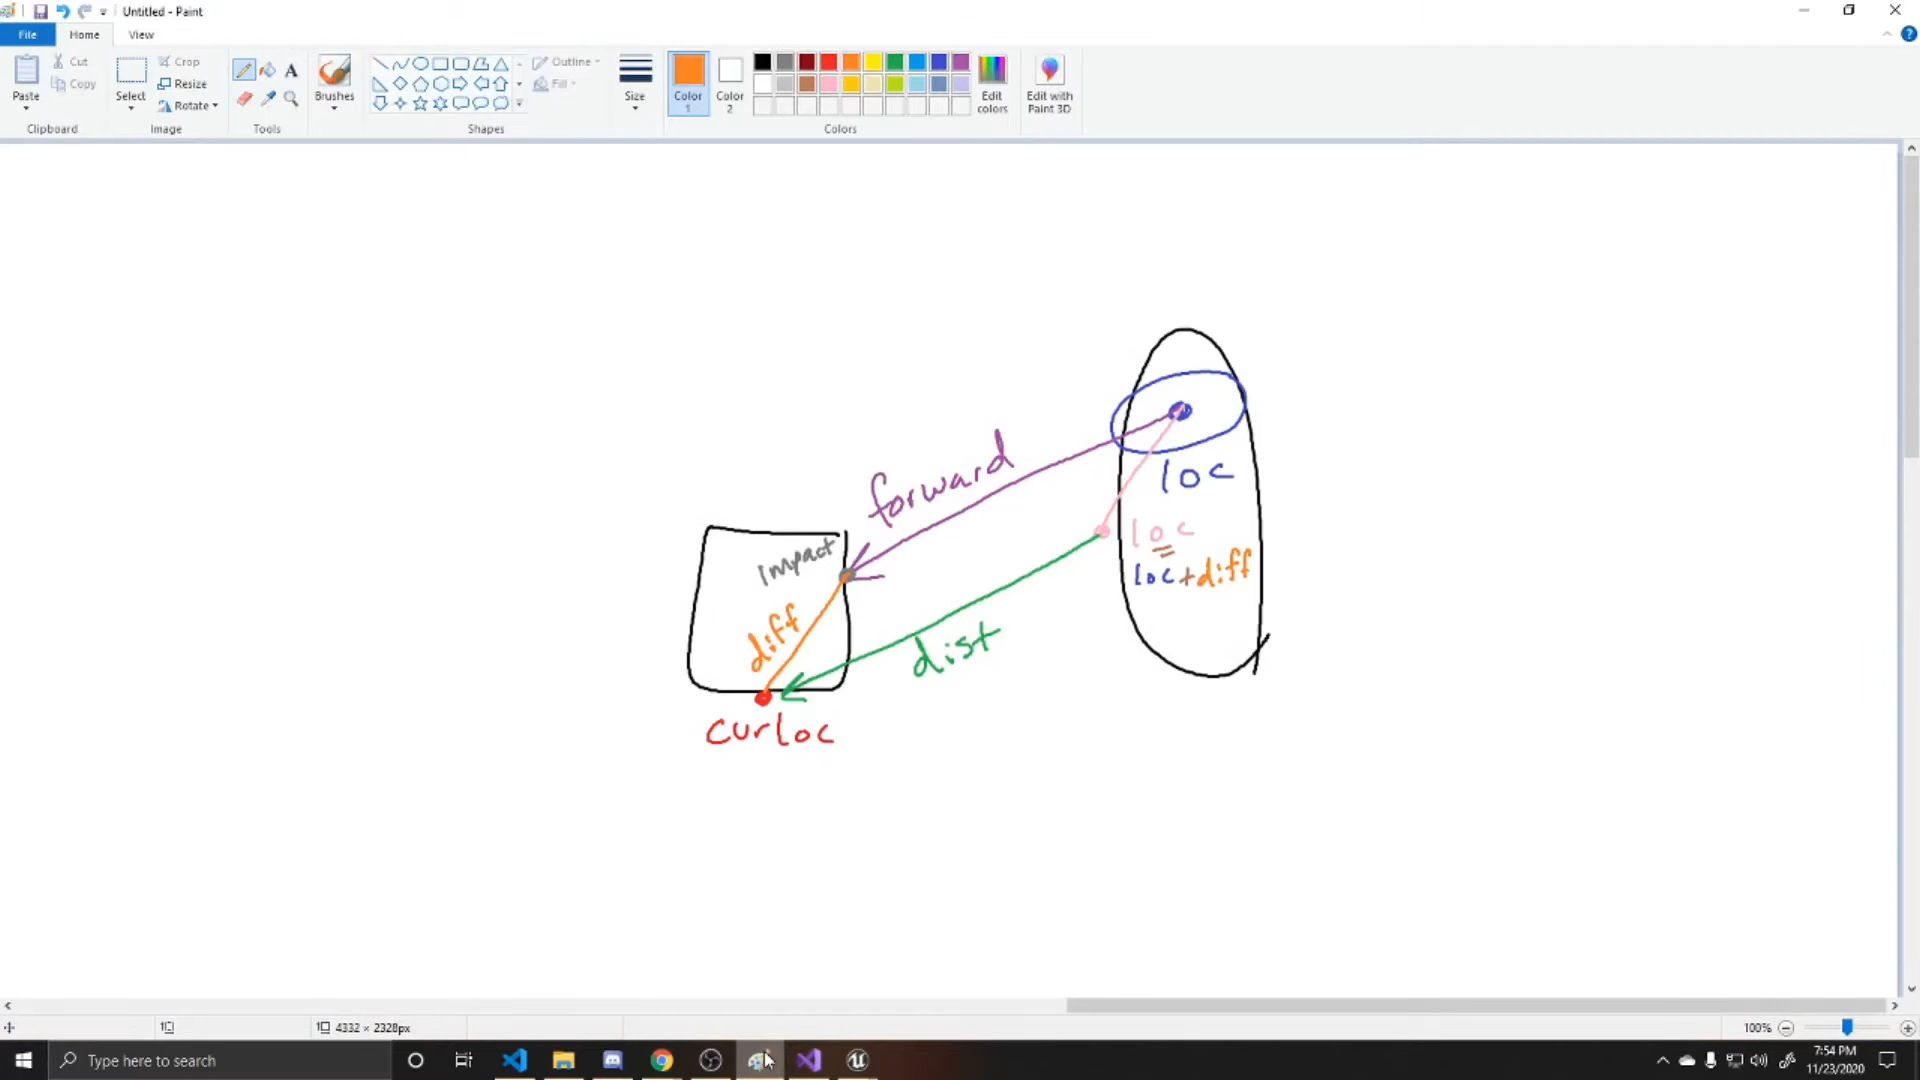 Untitled - Paint
File
Home
View
Paste
Cut
Copy
Clipboard
Select
Crop
Resize
Rotate
Image
A
Tools
Brushes
Outline
Fill
Shapes
Size
Color 1
Color 2
Edit colors
Colors
Edit with Paint 3D
forward
loc
loc
loc+diff
impact
diff
dist
curloc
4332 × 2328px
100%
Type here to search
7:54 PM
11/23/2020